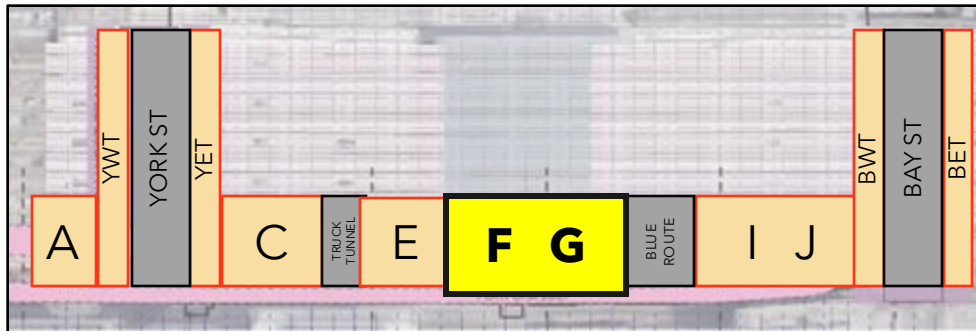 A
YWT
YORK ST
YET
C
TRUCK
TUNNEL
E
F G
BLUE
ROUTE
I J
BWT
BAY ST
BET